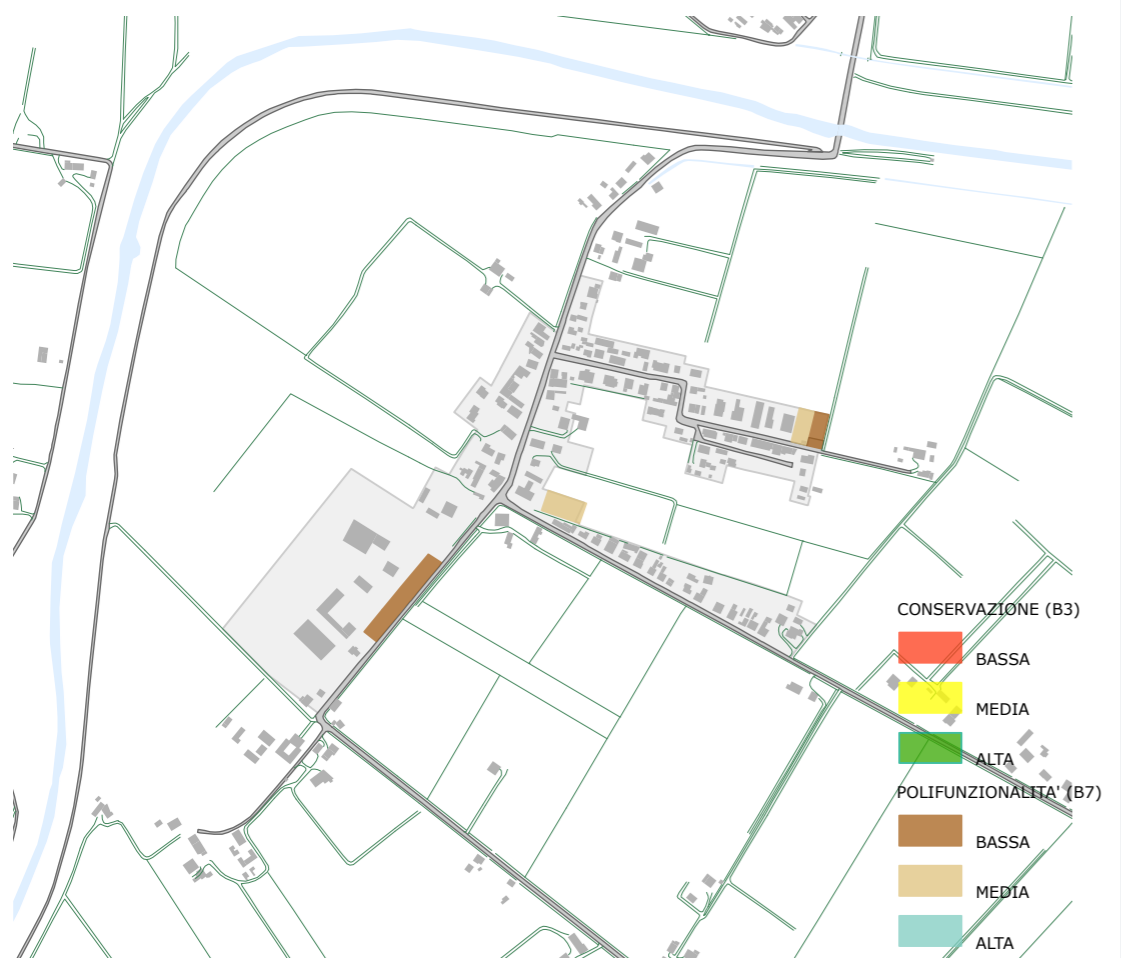 CONSERVAZIONE (B3)
BASSA
MEDIA
ALTA
POLIFUNZIONALITA' (B7)
BASSA
MEDIA
ALTA